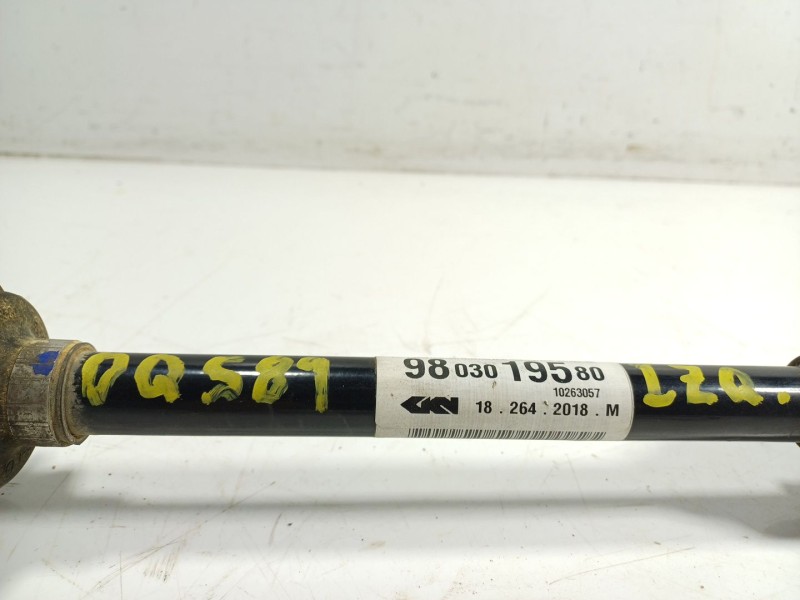 98 030 195 80
10263057
GKN 18 . 264 . 2018 . M
0Q589
IZQ.